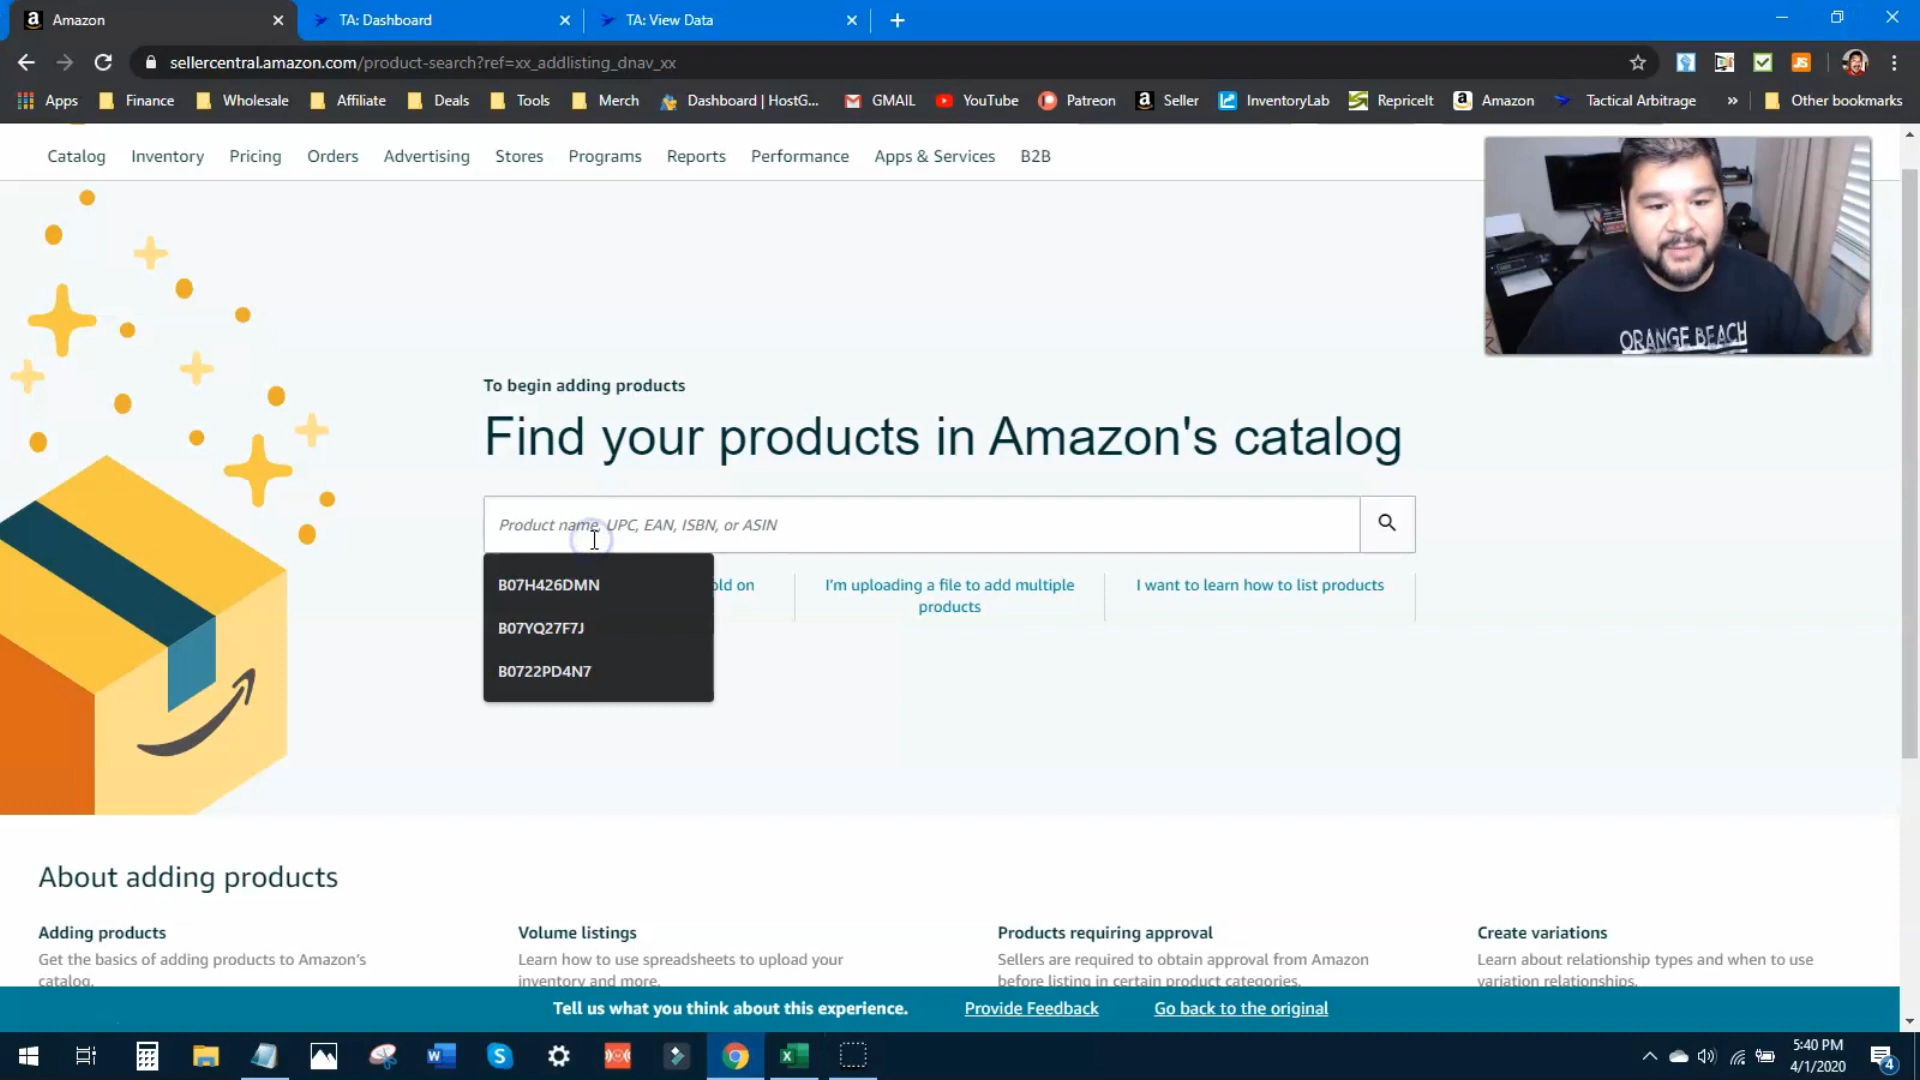 Amazon
TA: Dashboard
TA: View Data
sellercentral.amazon.com/product-search?ref=xx_addlisting_dnav_xx
Apps
Finance
Wholesale
Affiliate
Deals
Tools
Merch
Dashboard | HostG...
GMAIL
YouTube
Patreon
Seller
InventoryLab
RepriceIt
Amazon
Tactical Arbitrage
»
Other bookmarks
Catalog
Inventory
Pricing
Orders
Advertising
Stores
Programs
Reports
Performance
Apps & Services
B2B
ORANGE BEACH
To begin adding products
Find your products in Amazon's catalog
Product name, UPC, EAN, ISBN, or ASIN
B07H426DMN
B07YQ27F7J
B0722PD4N7
old on
I'm uploading a file to add multiple
products
I want to learn how to list products
About adding products
Adding products
Get the basics of adding products to Amazon's
catalog.
Volume listings
Learn how to use spreadsheets to upload your
inventory and more.
Products requiring approval
Sellers are required to obtain approval from Amazon
before listing in certain product categories.
Create variations
Learn about relationship types and when to use
variation relationships.
Tell us what you think about this experience.
Provide Feedback
Go back to the original
5:40 PM
4/1/2020
4